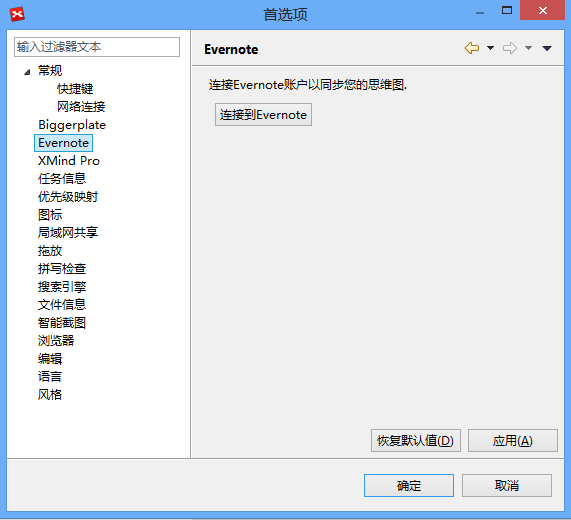 首选项
输入过滤器文本
常规
快捷键
网络连接
Biggerplate
Evernote
XMind Pro
任务信息
优先级映射
图标
局域网共享
拖放
拼写检查
搜索引擎
文件信息
智能截图
浏览器
编辑
语言
风格
Evernote
连接Evernote账户以同步您的思维图.
连接到Evernote
恢复默认值(D) 应用(A)
确定 取消